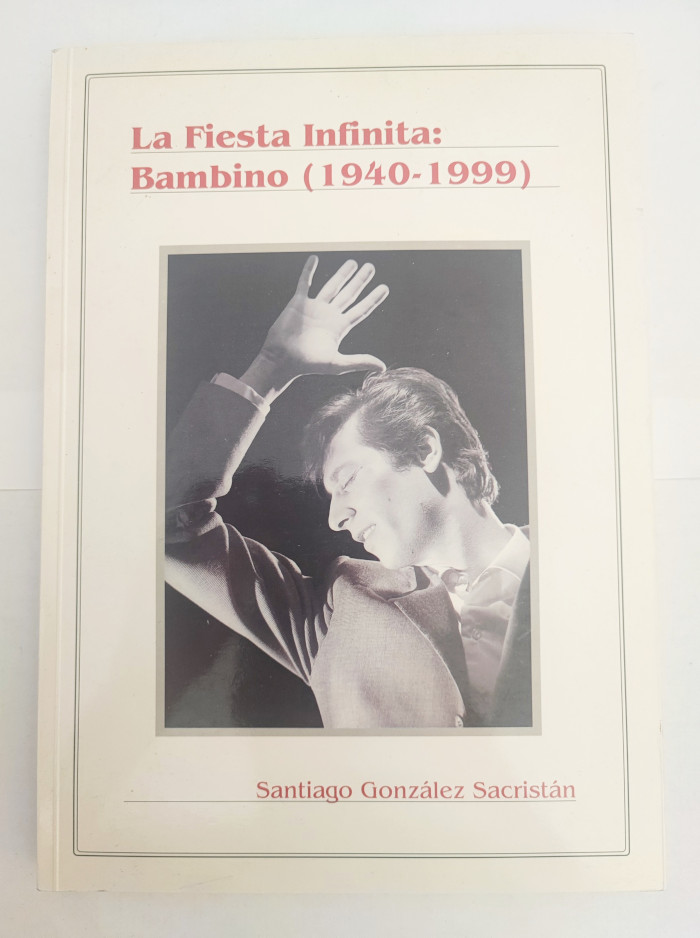 La Fiesta Infinita:
Bambino (1940-1999)
Santiago González Sacristán